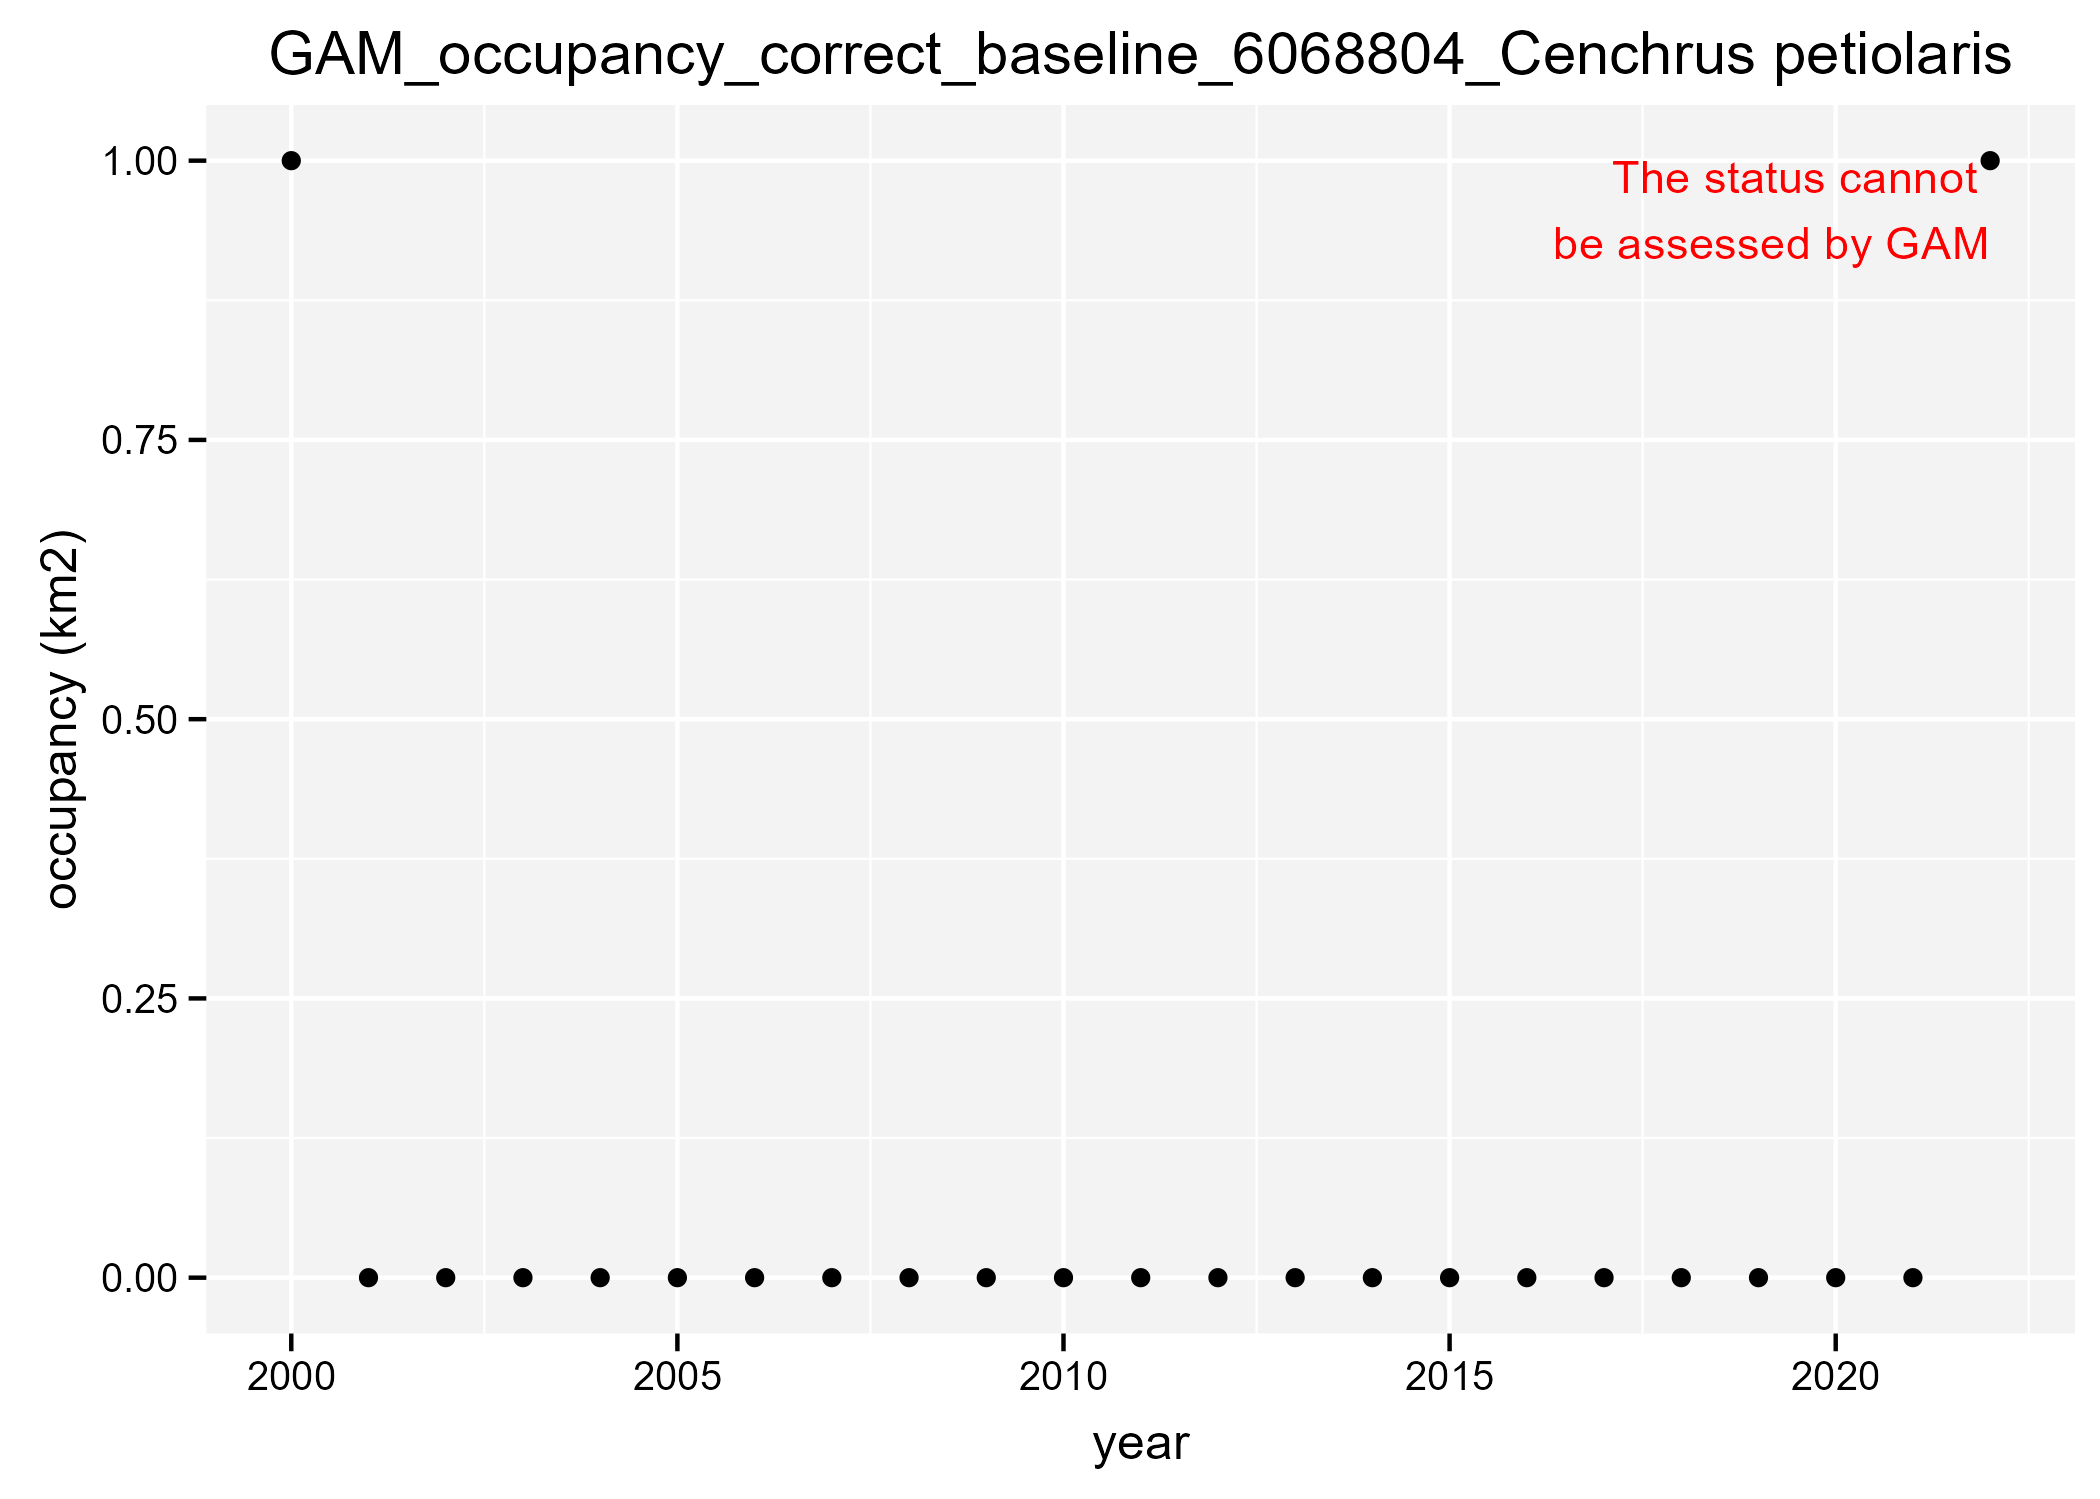 GAM_occupancy_correct_baseline_6068804_Cenchrus petiolaris
1.00
The status cannot
be assessed by GAM
0.75
0.50
0.25
0.00
occupancy (km2)
2000 2005 2010 2015 2020
year